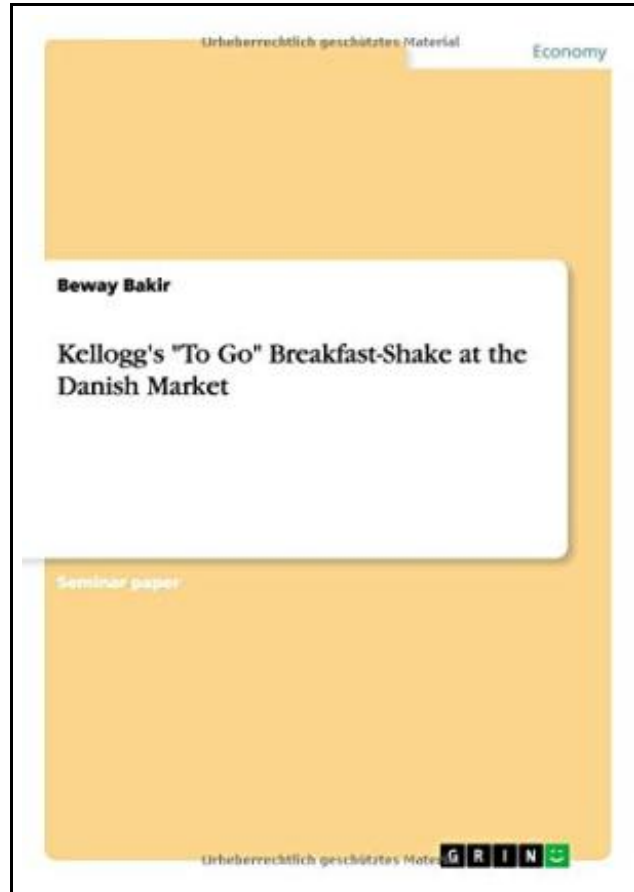 Urheberrechtlich geschütztes Material
Economy
Beway Bakir
Kellogg's "To Go" Breakfast-Shake at the
Danish Market
Seminar paper
Urheberrechtlich geschütztes Mate
GRIN